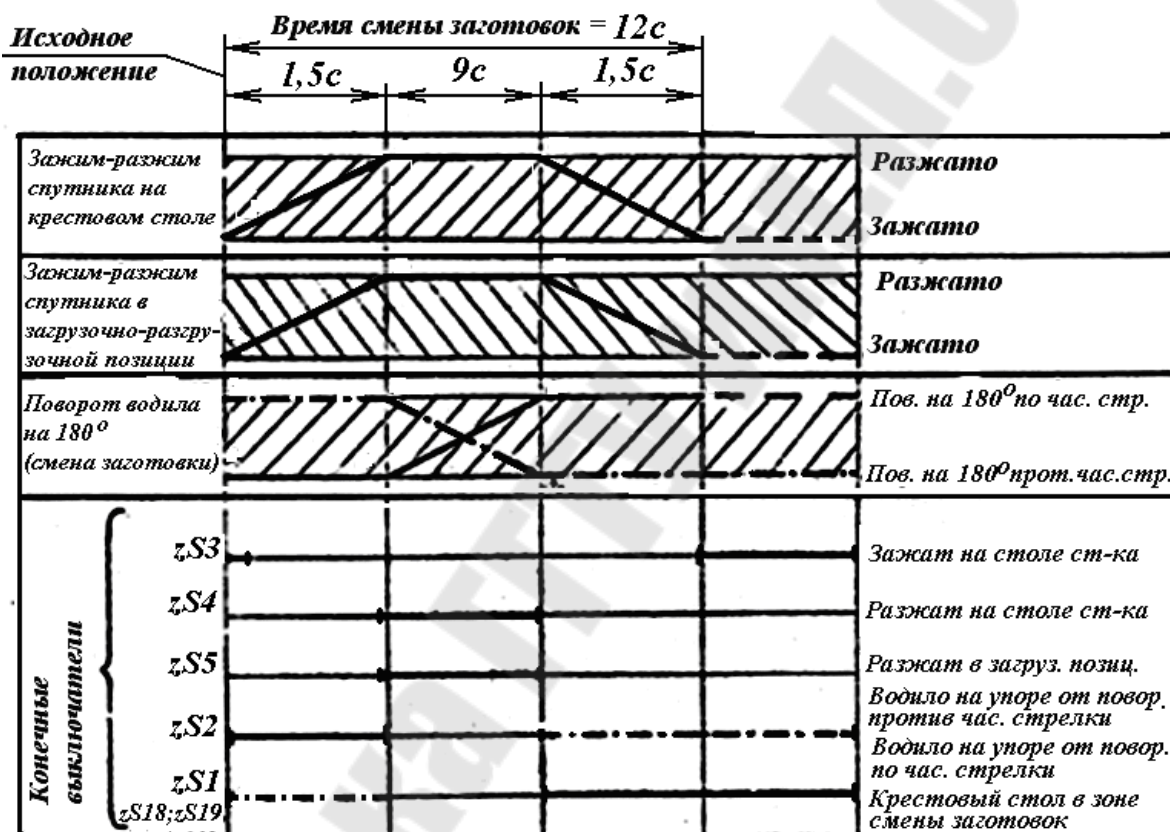 Время смены заготовок = 12с
Исходное
положение
1,5с
9с
1,5с
Зажим-разжим
спутника на
крестовом столе
Разжато
Зажато
Зажим-разжим
спутника в
загрузочно-разгру-
зочной позиции
Разжато
Зажато
Поворот водила
на 180⁰
(смена заготовки)
Пов. на 180⁰ по час. стр.
Пов. на 180⁰ прот.час.стр.
Конечные
выключатели
zS3
Зажат на столе ст-ка
zS4
Разжат на столе ст-ка
zS5
Разжат в загруз. позиц.
zS2
Водило на упоре от повор.
против час. стрелки
zS1
Водило на упоре от повор.
по час. стрелки
zS18;zS19
Крестовый стол в зоне
смены заготовок